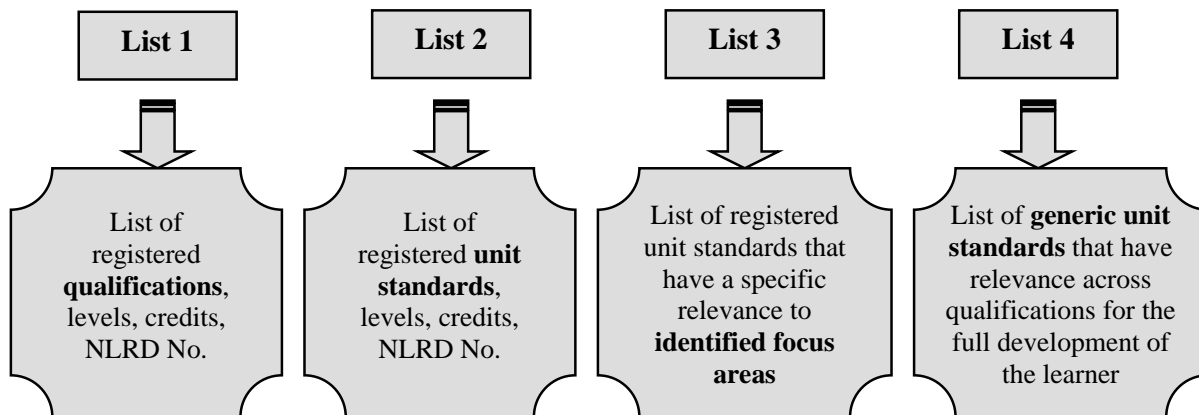 List 1
List 2
List 3
List 4
List of
registered
qualifications,
levels, credits,
NLRD No.
List of
registered unit
standards,
levels, credits,
NLRD No.
List of registered
unit standards that
have a specific
relevance to
identified focus
areas
List of generic unit
standards that have
relevance across
qualifications for the
full development of
the learner